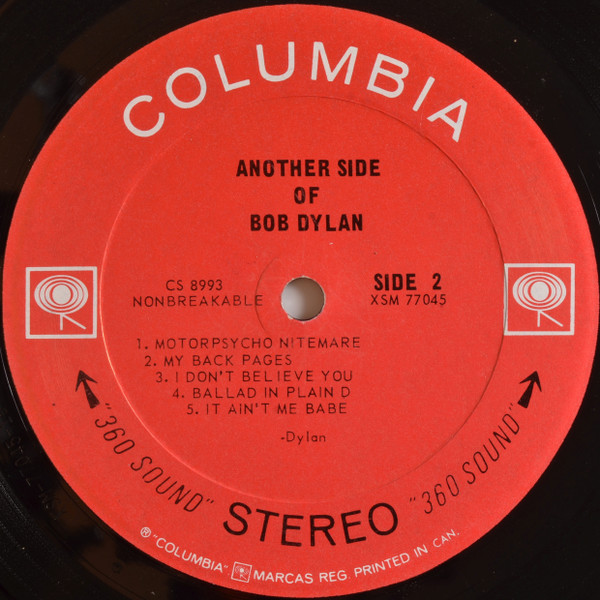 COLUMBIA
ANOTHER SIDE
OF
BOB DYLAN
CS 8993
NONBREAKABLE
SIDE 2
XSM 77045
1. MOTORPSYCHO NITEMARE
2. MY BACK PAGES
3. I DON'T BELIEVE YOU
4. BALLAD IN PLAIN D
5. IT AIN'T ME BABE
-Dylan
"360 SOUND" STEREO "360 SOUND"
® "COLUMBIA" MARCAS REG. PRINTED IN CAN.